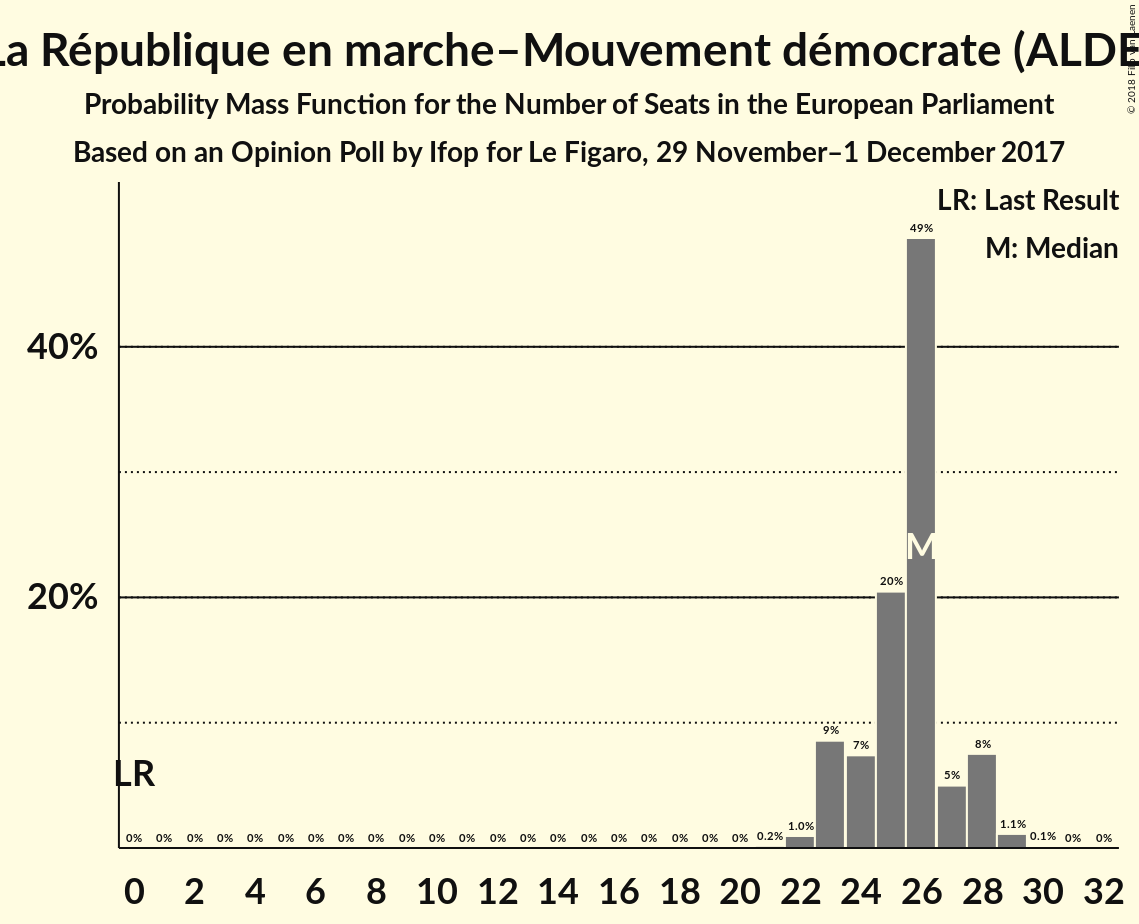 La République en marche–Mouvement démocrate (ALDE
Probability Mass Function for the Number of Seats in the European Parliament
Based on an Opinion Poll by Ifop for Le Figaro, 29 November–1 December 2017
© 2018
LR: Last Result
M: Median
49%
40%
M
20%
20%
9%
7%
8%
5%
LR
0% 0% 0% 0% 0% 0% 0% 0% 0% 0% 0% 0% 0% 0% 0% 0% 0% 0% 0% 0% 0% 0.2% 1.0% 1.1% 0.1% 0% 0%
0 2 4 6 8 10 12 14 16 18 20 22 24 26 28 30 32